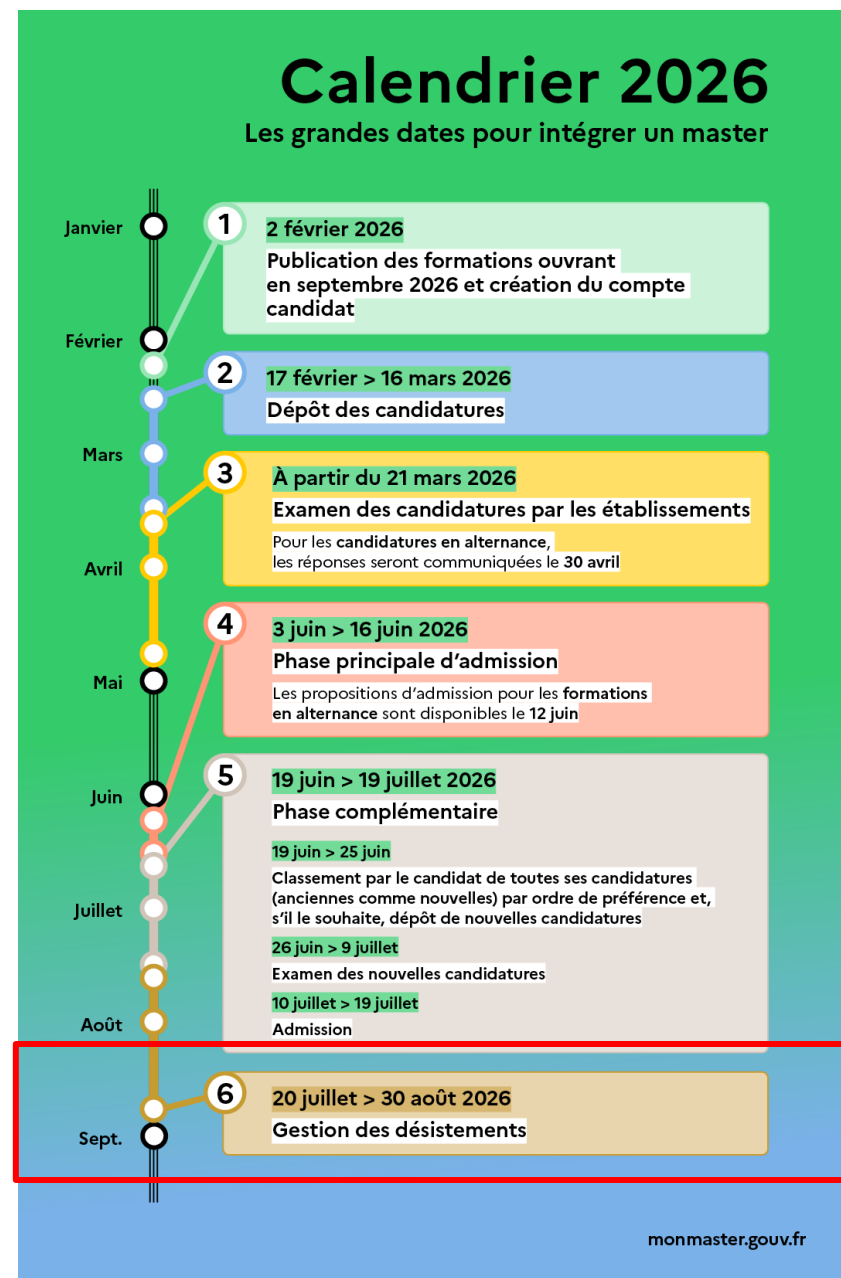 Calendrier 2026
Les grandes dates pour intégrer un master
Janvier
1
2 février 2026
Publication des formations ouvrant
en septembre 2026 et création du compte
candidat
Février
2
17 février > 16 mars 2026
Dépôt des candidatures
Mars
3
À partir du 21 mars 2026
Examen des candidatures par les établissements
Pour les candidatures en alternance,
les réponses seront communiquées le 30 avril
Avril
4
3 juin > 16 juin 2026
Phase principale d’admission
Les propositions d’admission pour les formations
en alternance sont disponibles le 12 juin
Mai
Juin
5
19 juin > 19 juillet 2026
Phase complémentaire
19 juin > 25 juin
Classement par le candidat de toutes ses candidatures
(anciennes comme nouvelles) par ordre de préférence et,
s’il le souhaite, dépôt de nouvelles candidatures
26 juin > 9 juillet
Examen des nouvelles candidatures
10 juillet > 19 juillet
Admission
Juillet
Août
6
20 juillet > 30 août 2026
Gestion des désistements
Sept.
monmaster.gouv.fr